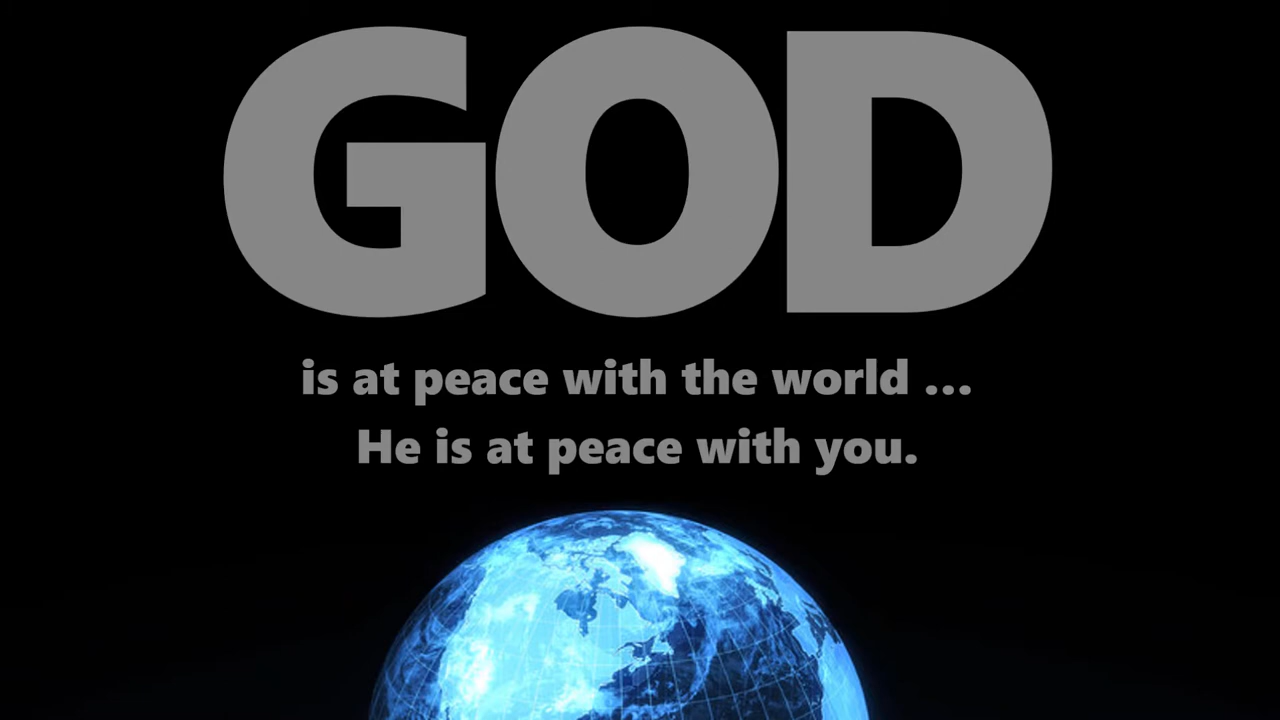 GOD
is at peace with the world ...
He is at peace with you.